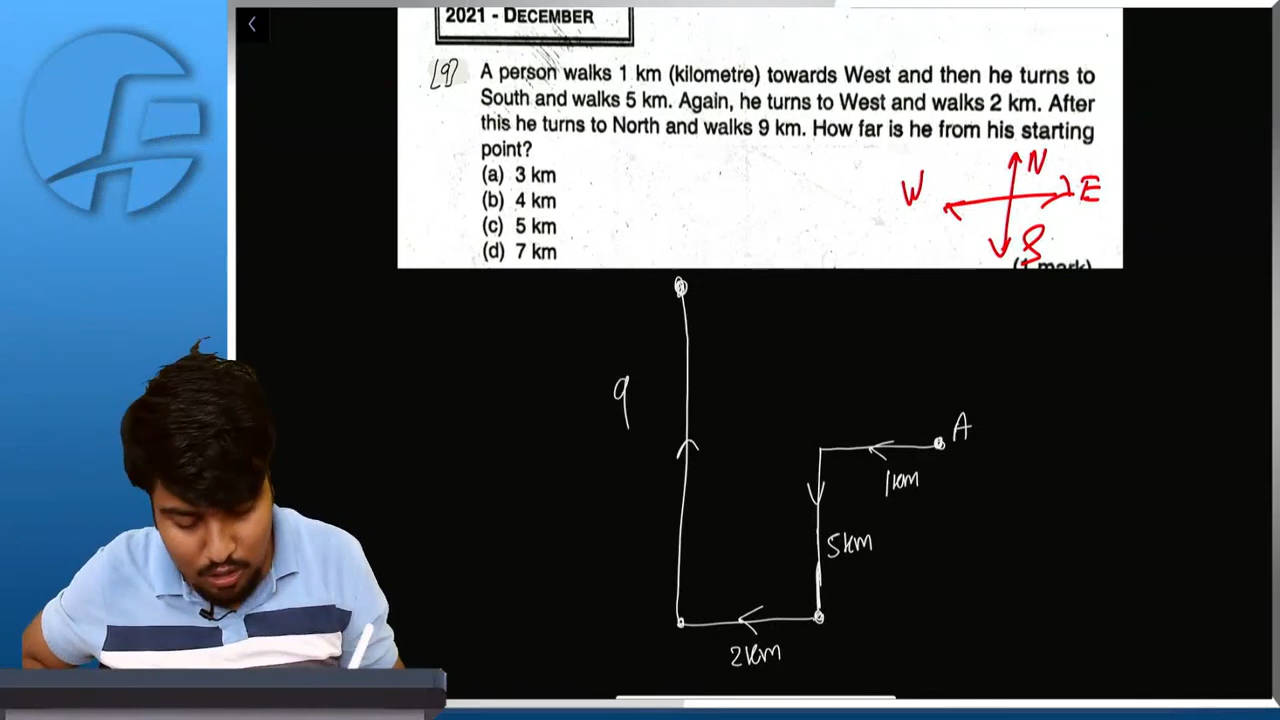 2021 - DECEMBER
[9] A person walks 1 km (kilometre) towards West and then he turns to
South and walks 5 km. Again, he turns to West and walks 2 km. After
this he turns to North and walks 9 km. How far is he from his starting
point?
(a) 3 km
(b) 4 km
(c) 5 km
(d) 7 km
(1 mark)
N
W
E
S
9
A
1km
5km
2km